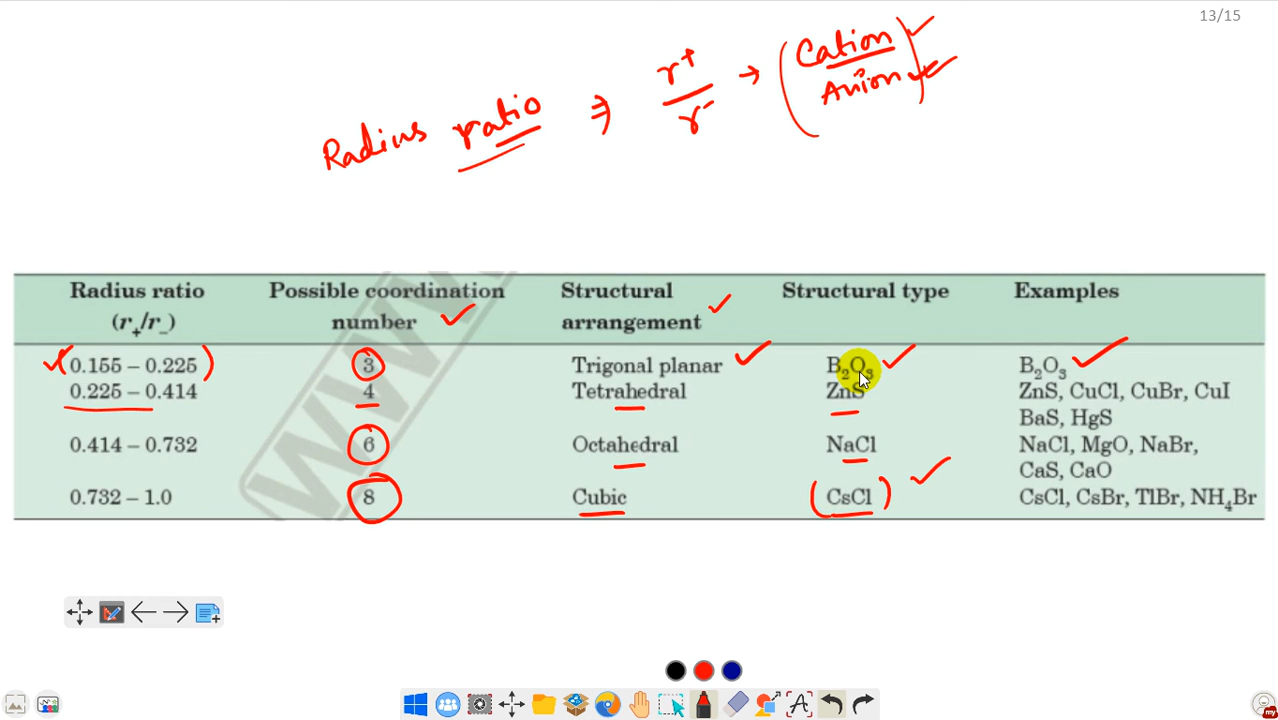 13/15
Radius ratio ⇒ r+/r- → (Cation/Anion)
Radius ratio (r₊/r₋)
Possible coordination number
Structural arrangement
Structural type
Examples
0.155 – 0.225 3 Trigonal planar B₂O₃ B₂O₃
0.225 – 0.414 4 Tetrahedral ZnS ZnS, CuCl, CuBr, CuI
BaS, HgS
0.414 – 0.732 6 Octahedral NaCl NaCl, MgO, NaBr,
CaS, CaO
0.732 – 1.0 8 Cubic (CsCl) CsCl, CsBr, TlBr, NH₄Br
www
my